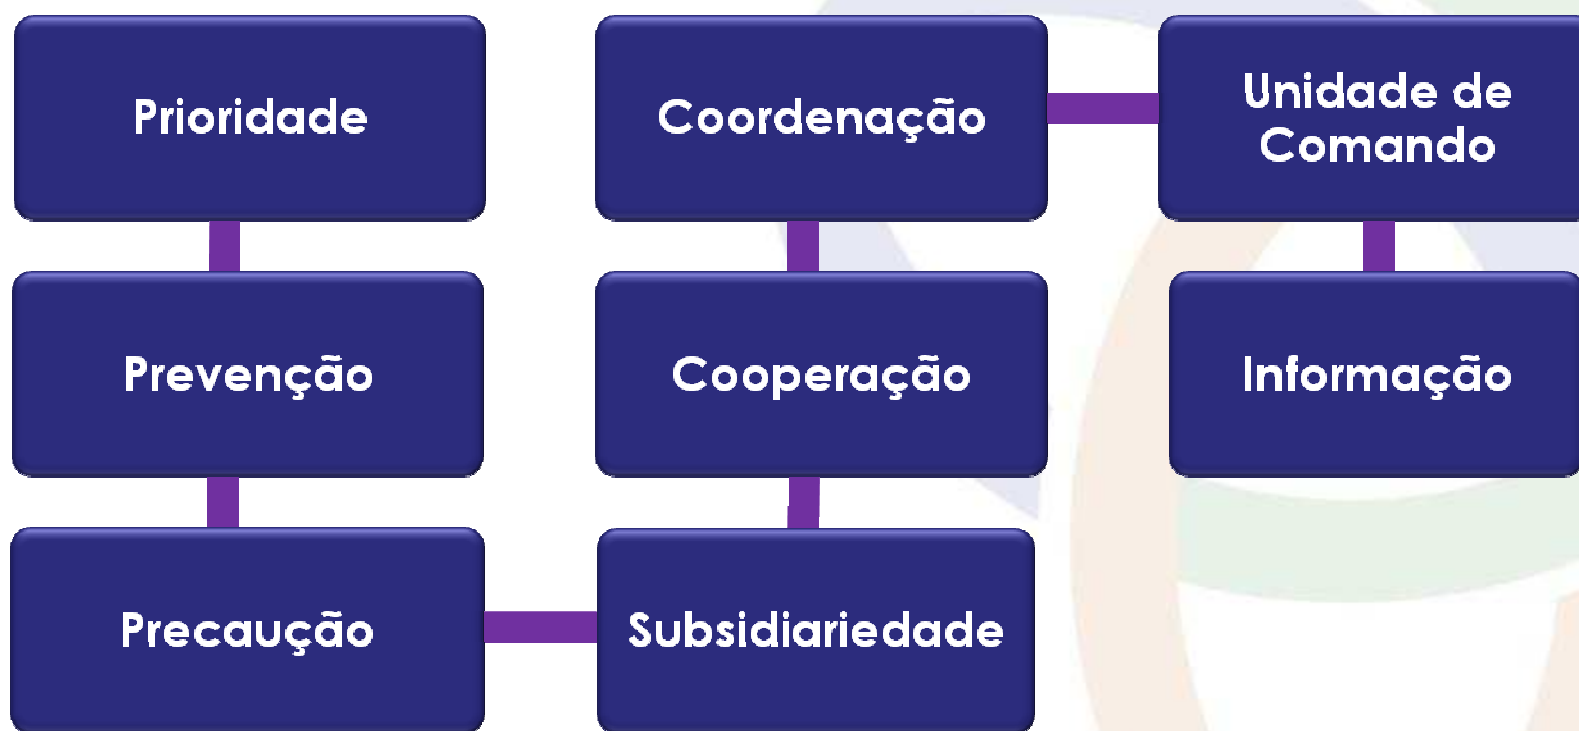 Prioridade
Prevenção
Precaução
Subsidiariedade
Cooperação
Coordenação
Unidade de
Comando
Informação